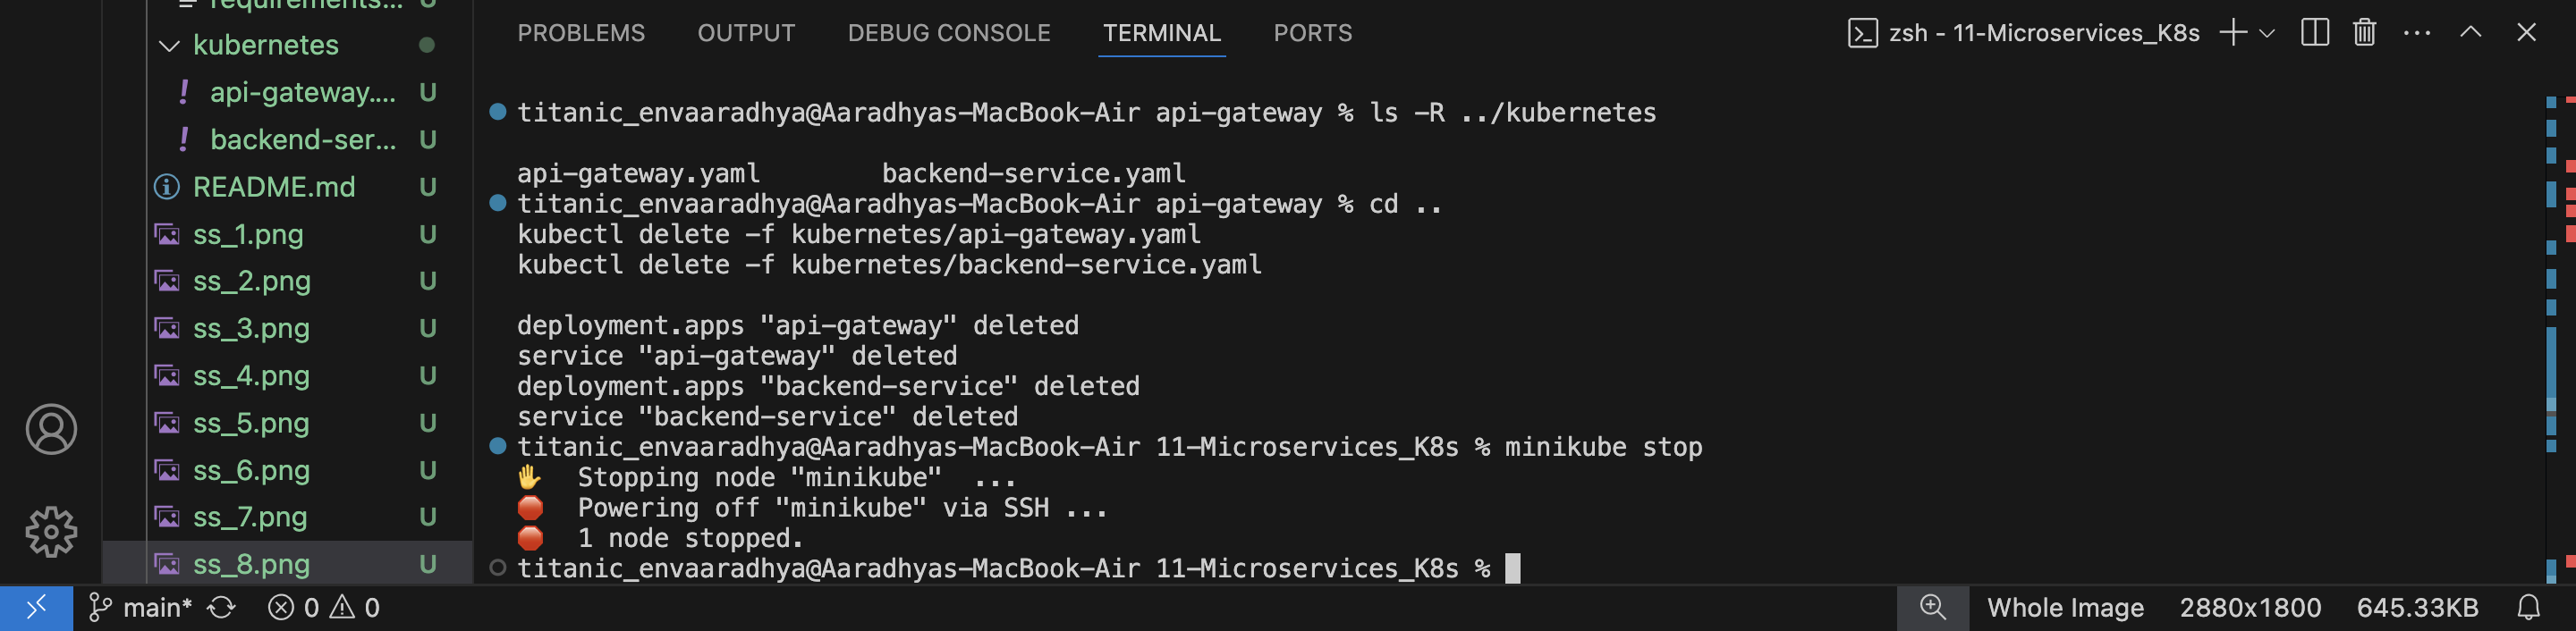 requirements... U
kubernetes
! api-gateway.... U
! backend-ser... U
README.md U
ss_1.png U
ss_2.png U
ss_3.png U
ss_4.png U
ss_5.png U
ss_6.png U
ss_7.png U
ss_8.png U
PROBLEMS OUTPUT DEBUG CONSOLE TERMINAL PORTS
zsh - 11-Microservices_K8s
titanic_envaaradhya@Aaradhyas-MacBook-Air api-gateway % ls -R ../kubernetes
api-gateway.yaml backend-service.yaml
titanic_envaaradhya@Aaradhyas-MacBook-Air api-gateway % cd ..
kubectl delete -f kubernetes/api-gateway.yaml
kubectl delete -f kubernetes/backend-service.yaml
deployment.apps "api-gateway" deleted
service "api-gateway" deleted
deployment.apps "backend-service" deleted
service "backend-service" deleted
titanic_envaaradhya@Aaradhyas-MacBook-Air 11-Microservices_K8s % minikube stop
✋ Stopping node "minikube" ...
🛑 Powering off "minikube" via SSH ...
🛑 1 node stopped.
titanic_envaaradhya@Aaradhyas-MacBook-Air 11-Microservices_K8s %
main* 0 0 Whole Image 2880x1800 645.33KB